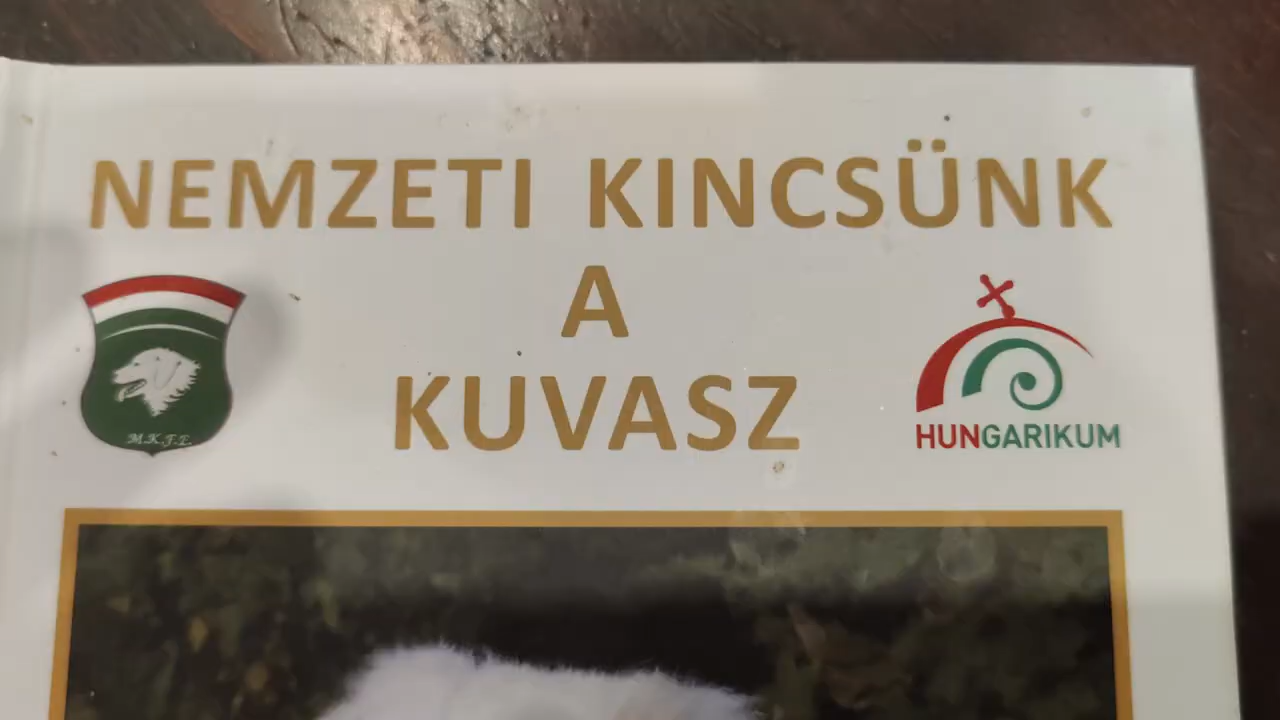 NEMZETI KINCSÜNK
A
KUVASZ
M.K.F.E.
HUNGARIKUM